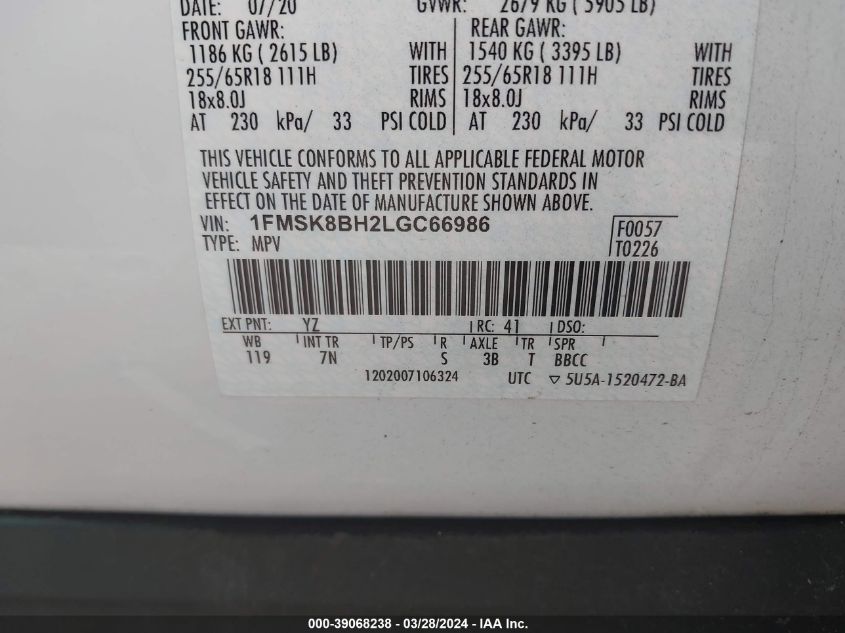 DATE: 07/20 GVWR: 2679 KG ( 5905 LB)
FRONT GAWR: REAR GAWR:
1186 KG ( 2615 LB) WITH 1540 KG ( 3395 LB) WITH
255/65R18 111H TIRES 255/65R18 111H TIRES
18x8.0J RIMS 18x8.0J RIMS
AT 230 kPa/ 33 PSI COLD AT 230 kPa/ 33 PSI COLD
THIS VEHICLE CONFORMS TO ALL APPLICABLE FEDERAL MOTOR
VEHICLE SAFETY AND THEFT PREVENTION STANDARDS IN
EFFECT ON THE DATE OF MANUFACTURE SHOWN ABOVE.
VIN: 1FMSK8BH2LGC66986 F0057
TYPE: MPV T0226
EXT PNT: YZ RC: 41 DSO:
WB INT TR TP/PS R AXLE TR SPR
119 7N S 3B T BBCC
1202007106324 UTC ▽ 5U5A-1520472-BA
000-39068238 - 03/28/2024 - IAA Inc.